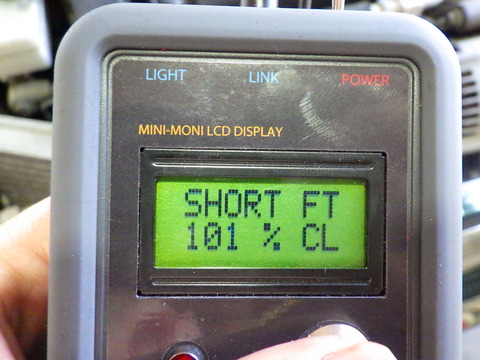 LIGHT LINK POWER
MINI-MONI LCD DISPLAY
SHORT FT
101 % CL